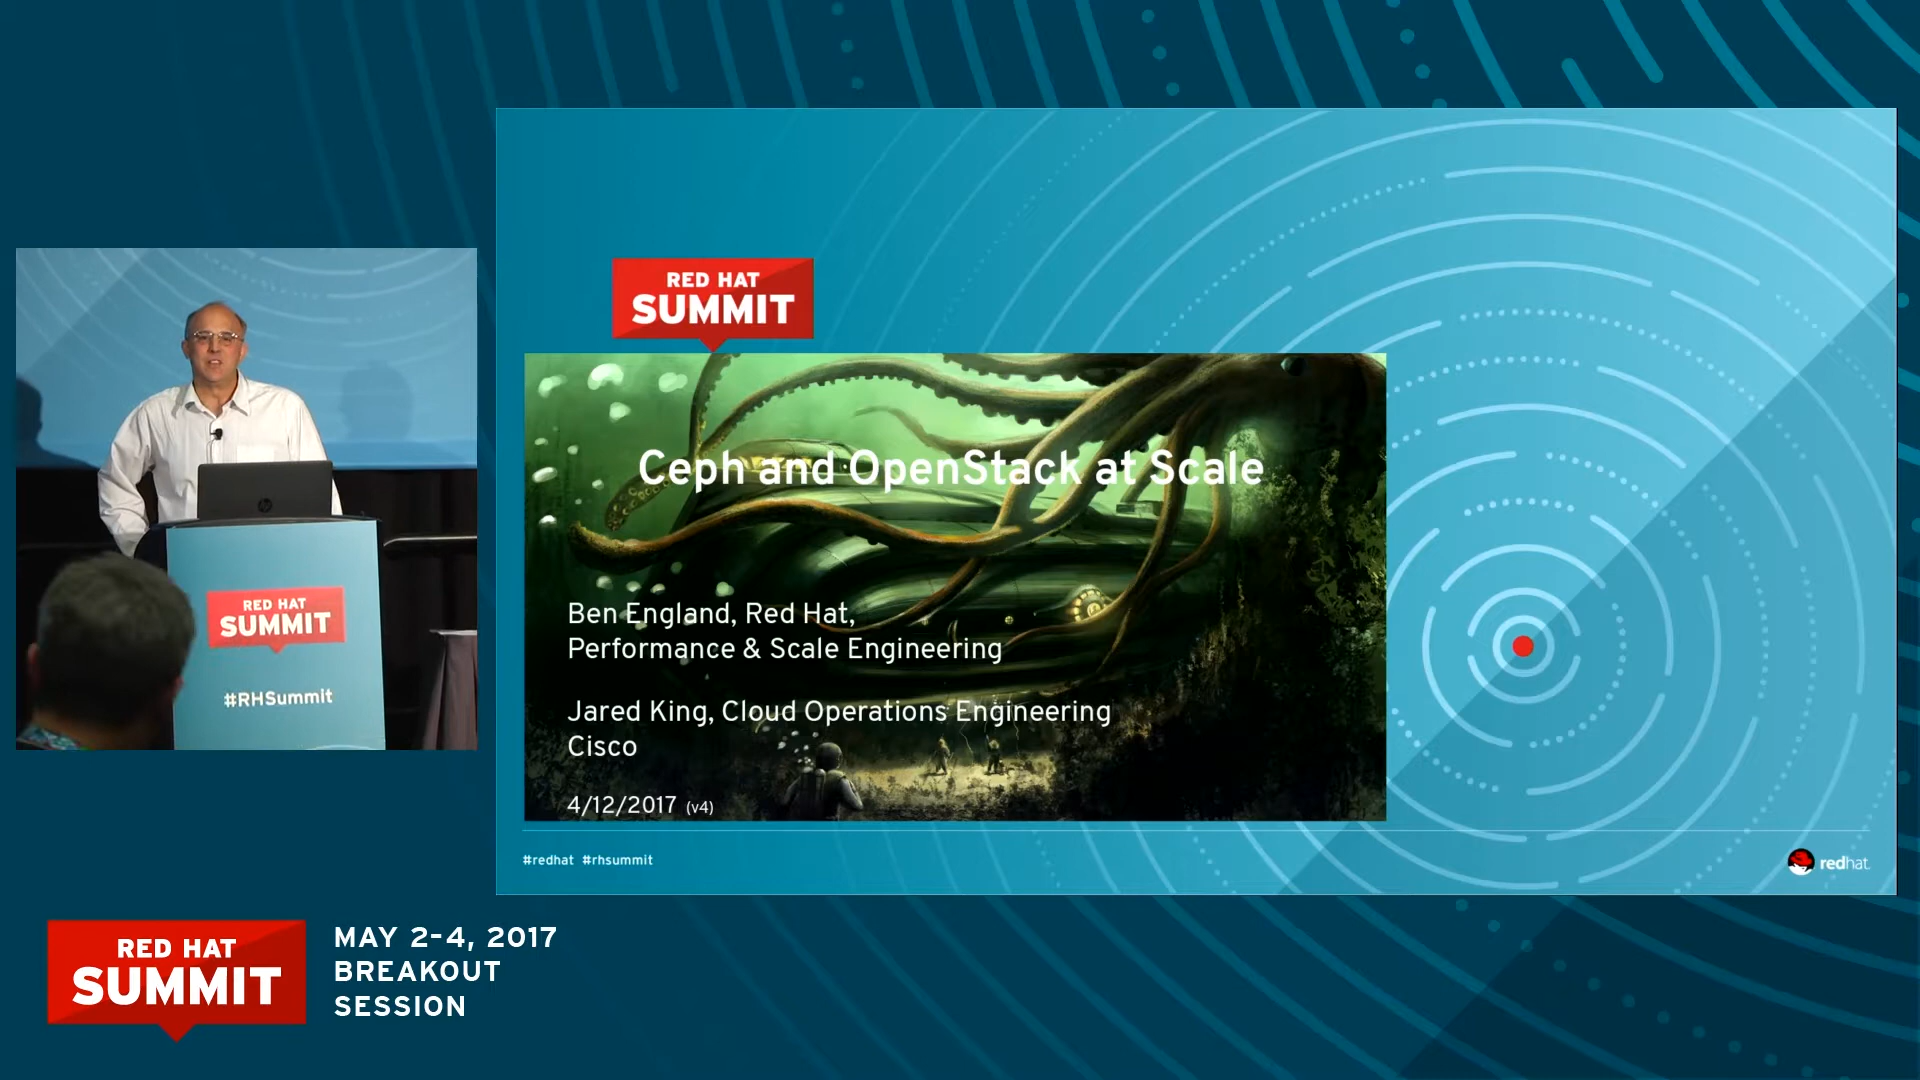 RED HAT
SUMMIT
Ceph and OpenStack at Scale
Ben England, Red Hat,
Performance & Scale Engineering
Jared King, Cloud Operations Engineering
Cisco
4/12/2017 (v4)
#redhat #rhsummit
redhat
RED HAT
SUMMIT
#RHSummit
RED HAT
SUMMIT
MAY 2-4, 2017
BREAKOUT
SESSION